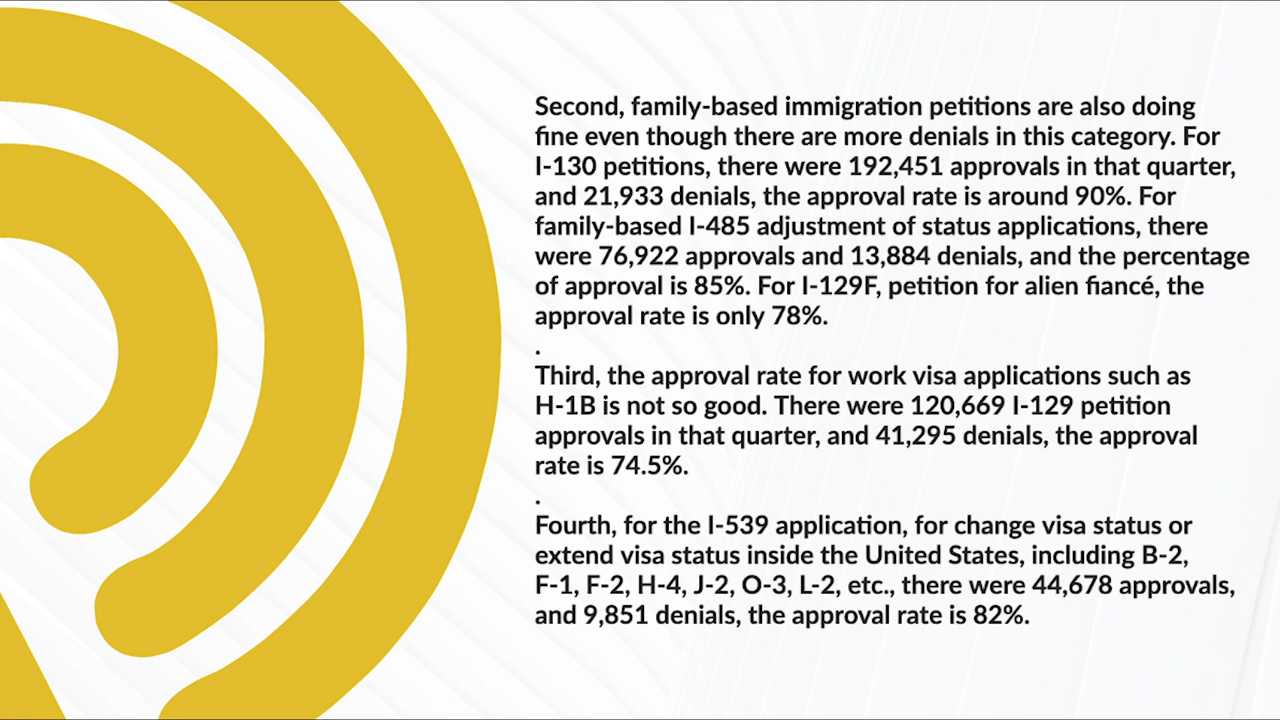 Second, family-based immigration petitions are also doing
fine even though there are more denials in this category. For
I-130 petitions, there were 192,451 approvals in that quarter,
and 21,933 denials, the approval rate is around 90%. For
family-based I-485 adjustment of status applications, there
were 76,922 approvals and 13,884 denials, and the percentage
of approval is 85%. For I-129F, petition for alien fiancé, the
approval rate is only 78%.
.
Third, the approval rate for work visa applications such as
H-1B is not so good. There were 120,669 I-129 petition
approvals in that quarter, and 41,295 denials, the approval
rate is 74.5%.
.
Fourth, for the I-539 application, for change visa status or
extend visa status inside the United States, including B-2,
F-1, F-2, H-4, J-2, O-3, L-2, etc., there were 44,678 approvals,
and 9,851 denials, the approval rate is 82%.